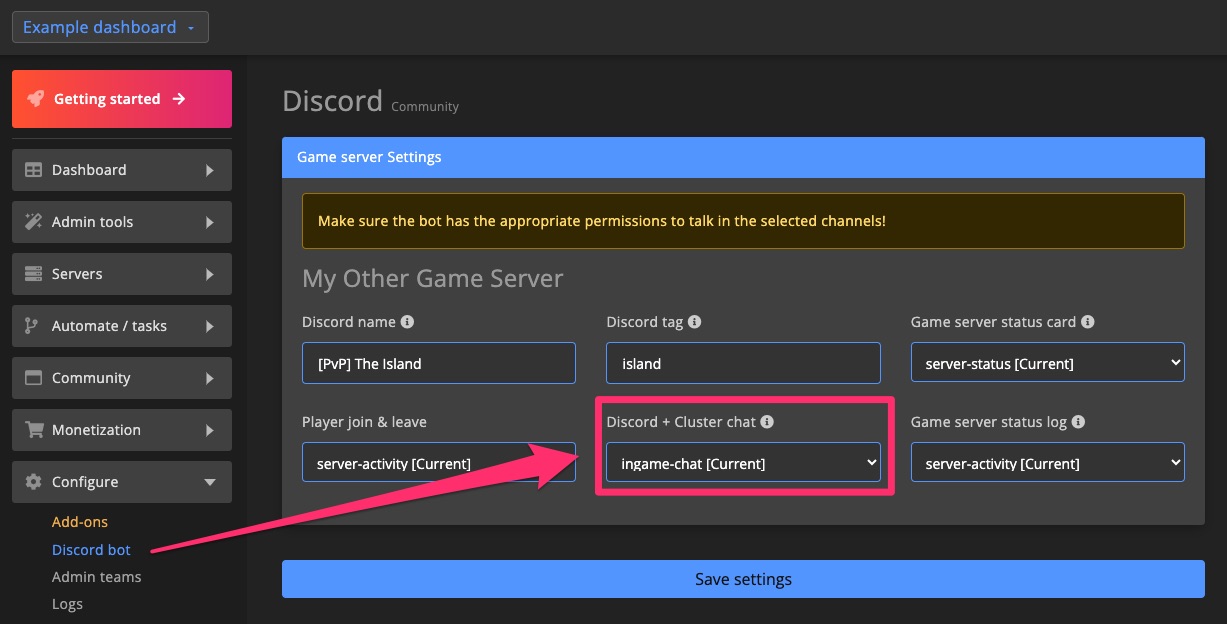 Example dashboard
Getting started
Dashboard
Admin tools
Servers
Automate / tasks
Community
Monetization
Configure
Add-ons
Discord bot
Admin teams
Logs
Discord Community
Game server Settings
Make sure the bot has the appropriate permissions to talk in the selected channels!
My Other Game Server
Discord name
Discord tag
Game server status card
[PvP] The Island
island
server-status [Current]
Player join & leave
Discord + Cluster chat
Game server status log
server-activity [Current]
ingame-chat [Current]
server-activity [Current]
Save settings